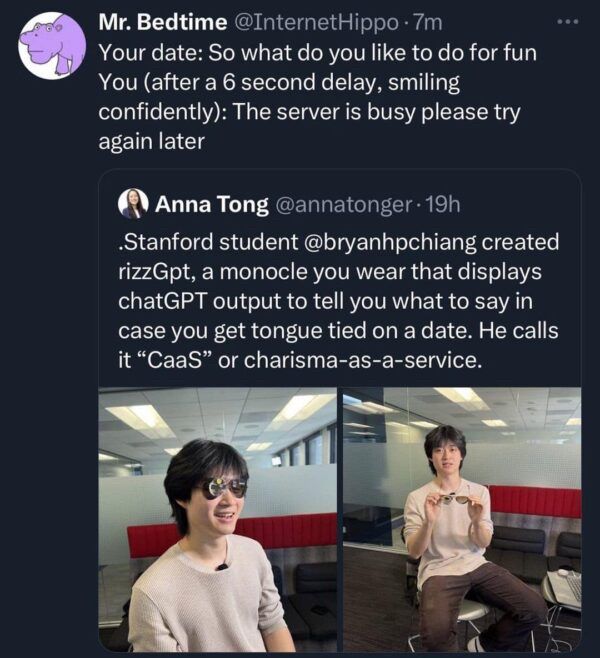 Mr. Bedtime @InternetHippo · 7m
Your date: So what do you like to do for fun
You (after a 6 second delay, smiling
confidently): The server is busy please try
again later
Anna Tong @annatonger · 19h
.Stanford student @bryanhpchiang created
rizzGpt, a monocle you wear that displays
chatGPT output to tell you what to say in
case you get tongue tied on a date. He calls
it “CaaS” or charisma-as-a-service.